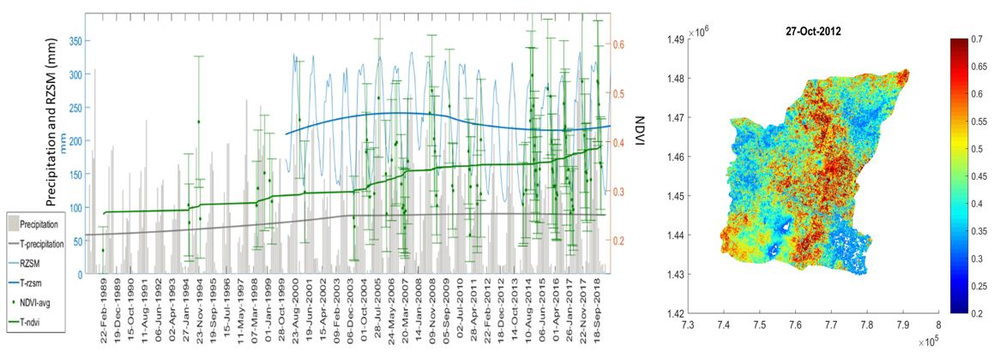 Precipitation and RZSM (mm)
mm
350
300
250
200
150
100
50
0
0.6
0.5
0.4
0.3
0.2
NDVI
Precipitation
T-precipitation
RZSM
T-rzsm
NDVI-avg
T-ndvi
22-Feb-1989
19-Dec-1989
15-Oct-1990
11-Aug-1991
06-Jun-1992
02-Apr-1993
27-Jan-1994
23-Nov-1994
19-Sep-1995
15-Jul-1996
11-May-1997
07-Mar-1998
01-Jan-1999
28-Oct-1999
23-Aug-2000
19-Jun-2001
15-Apr-2002
09-Feb-2003
06-Dec-2003
01-Oct-2004
28-Jul-2005
24-May-2006
20-Mar-2007
14-Jan-2008
09-Nov-2008
05-Sep-2009
02-Jul-2010
28-Apr-2011
22-Feb-2012
18-Dec-2012
14-Oct-2013
10-Aug-2014
06-Jun-2015
01-Apr-2016
26-Jan-2017
22-Nov-2017
18-Sep-2018
27-Oct-2012
×10⁶
1.49
1.48
1.47
1.46
1.45
1.44
1.43
1.42
7.3
7.4
7.5
7.6
7.7
7.8
7.9
8
×10⁵
0.7
0.65
0.6
0.55
0.5
0.45
0.4
0.35
0.3
0.25
0.2